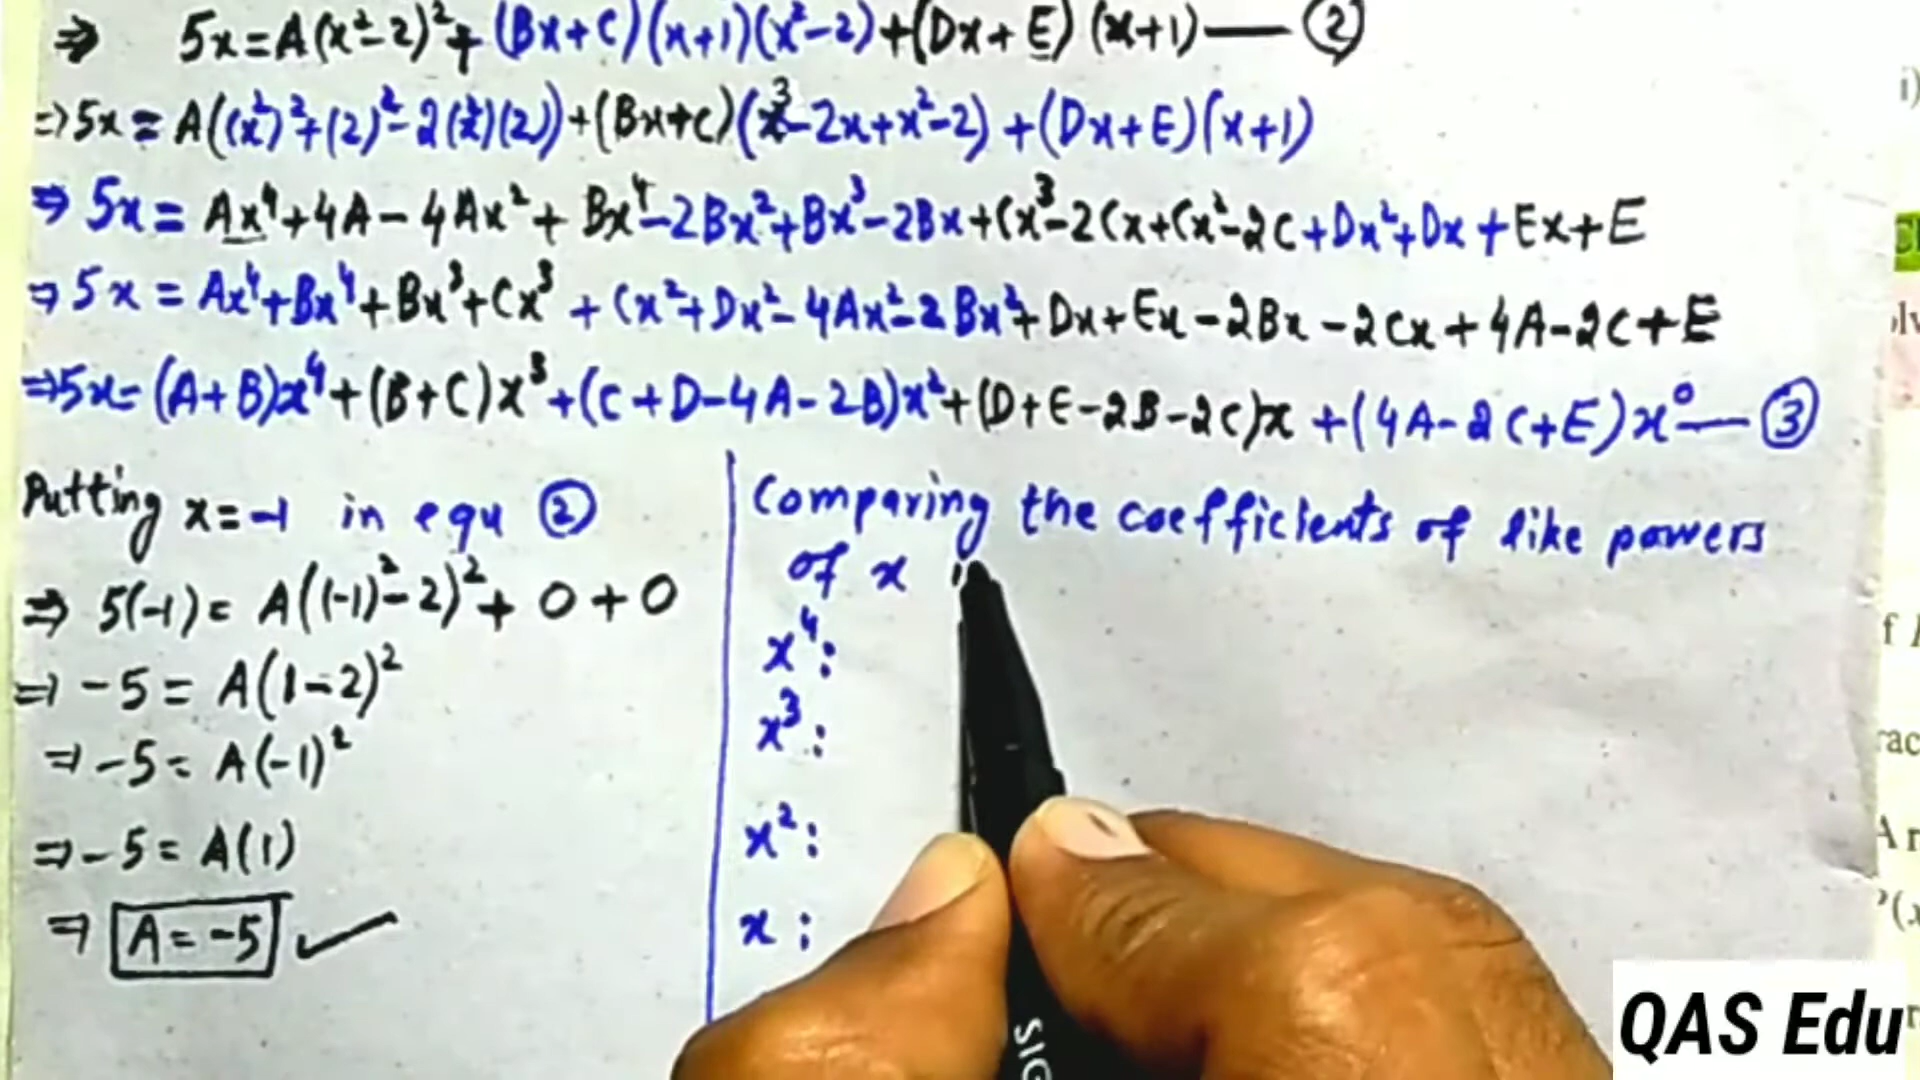 ⇒ 5x = A(x²-2)² + (Bx+C)(x+1)(x²-2) + (Dx+E)(x+1) — ②
⇒ 5x = A((x²)²+(2)²-2(x²)(2)) + (Bx+C)(x³-2x+x²-2) + (Dx+E)(x+1)
⇒ 5x = Ax⁴+4A-4Ax²+Bx⁴-2Bx²+Bx³-2Bx+Cx³-2Cx+Cx²-2C+Dx²+Dx+Ex+E
⇒ 5x = Ax⁴+Bx⁴+Bx³+Cx³+Cx²+Dx²-4Ax²-2Bx²+Dx+Ex-2Bx-2Cx+4A-2C+E
⇒ 5x = (A+B)x⁴+(B+C)x³+(C+D-4A-2B)x²+(D+E-2B-2C)x+(4A-2C+E)x⁰ — ③
Putting x=-1 in equ ②
⇒ 5(-1) = A((-1)²-2)²+0+0
⇒ -5 = A(1-2)²
⇒ -5 = A(-1)²
⇒ -5 = A(1)
⇒ A = -5 ✓
Comparing the coefficients of like powers
of x
x⁴:
x³:
x²:
x:
SIG
QAS Edu